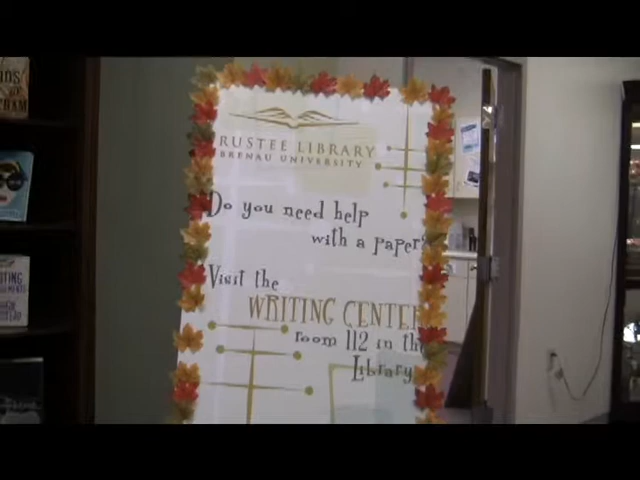 RUSTEE LIBRARY
BRENAU UNIVERSITY
Do you need help
with a paper?
Visit the
WRITING CENTER
room 112 in the
Library.